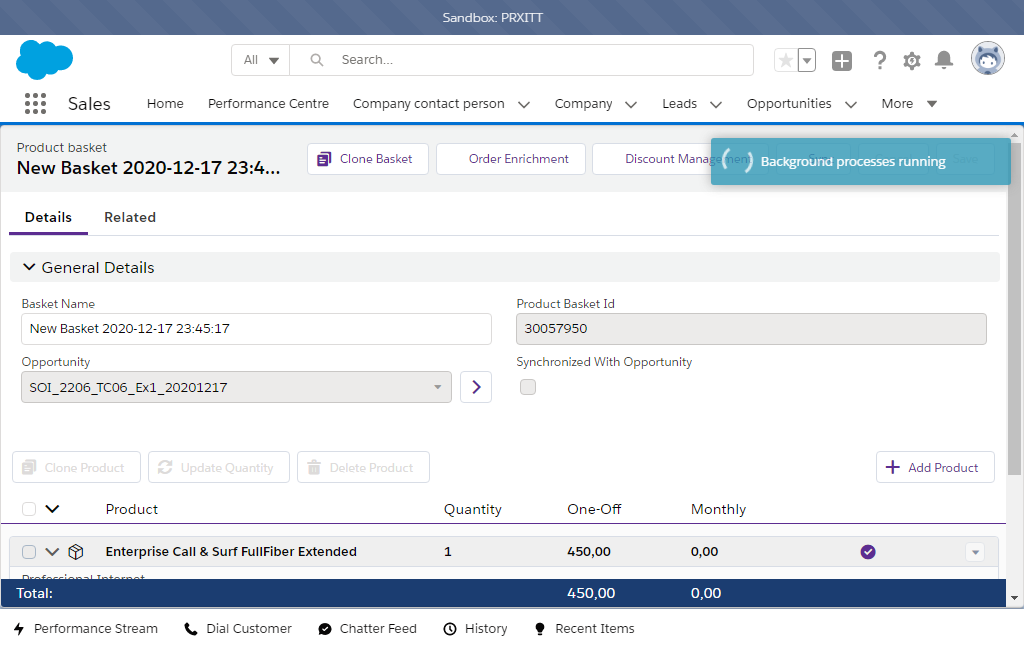 Sandbox: PRXITT
All
Search...
Sales
Home
Performance Centre
Company contact person
Company
Leads
Opportunities
More
Product basket
New Basket 2020-12-17 23:4...
Clone Basket
Order Enrichment
Discount Management
Background processes running
Details
Related
General Details
Basket Name
Product Basket Id
New Basket 2020-12-17 23:45:17
30057950
Opportunity
Synchronized With Opportunity
SOI_2206_TC06_Ex1_20201217
Clone Product
Update Quantity
Delete Product
Add Product
Product
Quantity
One-Off
Monthly
Enterprise Call & Surf FullFiber Extended
1
450,00
0,00
Professional Internet
Total:
450,00
0,00
Performance Stream
Dial Customer
Chatter Feed
History
Recent Items